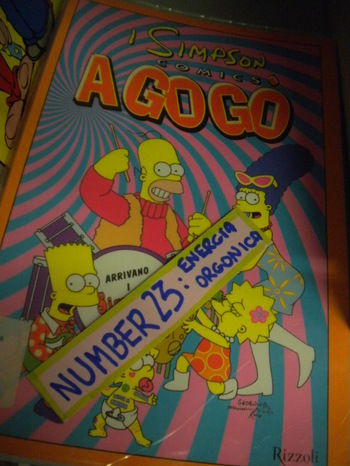 I SIMPSON
COMICS
A GOGO
ARRIVANO
I
NUMBER 23: ENERGIA
ORGONICA
Rizzoli